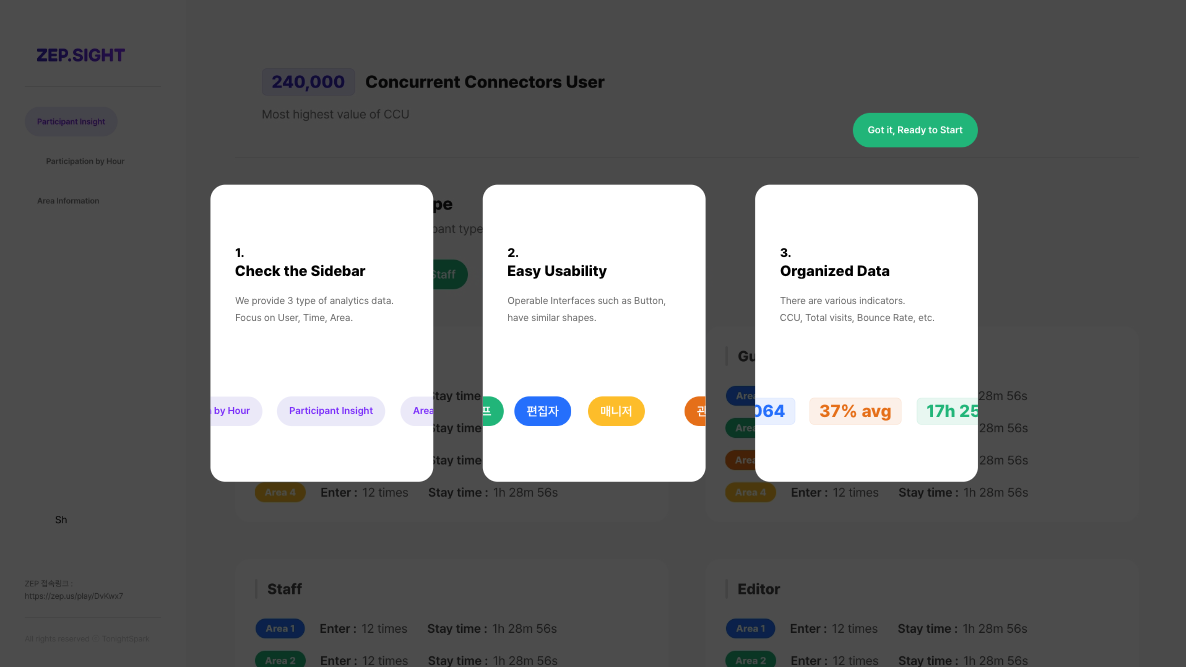 ZEP.SIGHT
Participant Insight
Participation by Hour
Area Information
Sh
ZEP 접속링크 :
https://zep.us/play/DvKwx7
All rights reserved // TonightSpark
240,000 Concurrent Connectors User
Most highest value of CCU
Got it, Ready to Start
pe
pant type
Staff
1.
Check the Sidebar
We provide 3 type of analytics data.
Focus on User, Time, Area.
by Hour
Participant Insight
Area
2.
Easy Usability
Operable Interfaces such as Button,
have similar shapes.
프
편집자
매니저
관
3.
Organized Data
There are various indicators.
CCU, Total visits, Bounce Rate, etc.
064
37% avg
17h 25
Stay time
Stay time
Stay time
Area 4 Enter : 12 times Stay time : 1h 28m 56s
Gu
Area 8m 56s
Area 8m 56s
Area 8m 56s
Area 4 Enter : 12 times Stay time : 1h 28m 56s
Staff
Area 1 Enter : 12 times Stay time : 1h 28m 56s
Area 2 Enter : 12 times Stay time : 1h 28m 56s
Editor
Area 1 Enter : 12 times Stay time : 1h 28m 56s
Area 2 Enter : 12 times Stay time : 1h 28m 56s